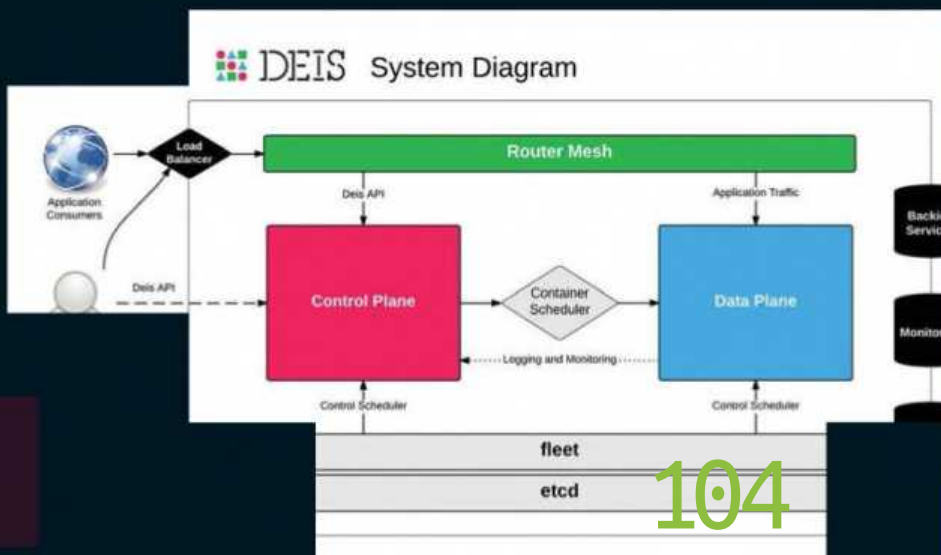 DEIS System Diagram
Load
Balancer
Router Mesh
Application
Consumers
Deis API
Application Traffic
Deis API
Control Plane
Container
Scheduler
Data Plane
Logging and Monitoring
Control Scheduler
Control Scheduler
fleet
etcd
104